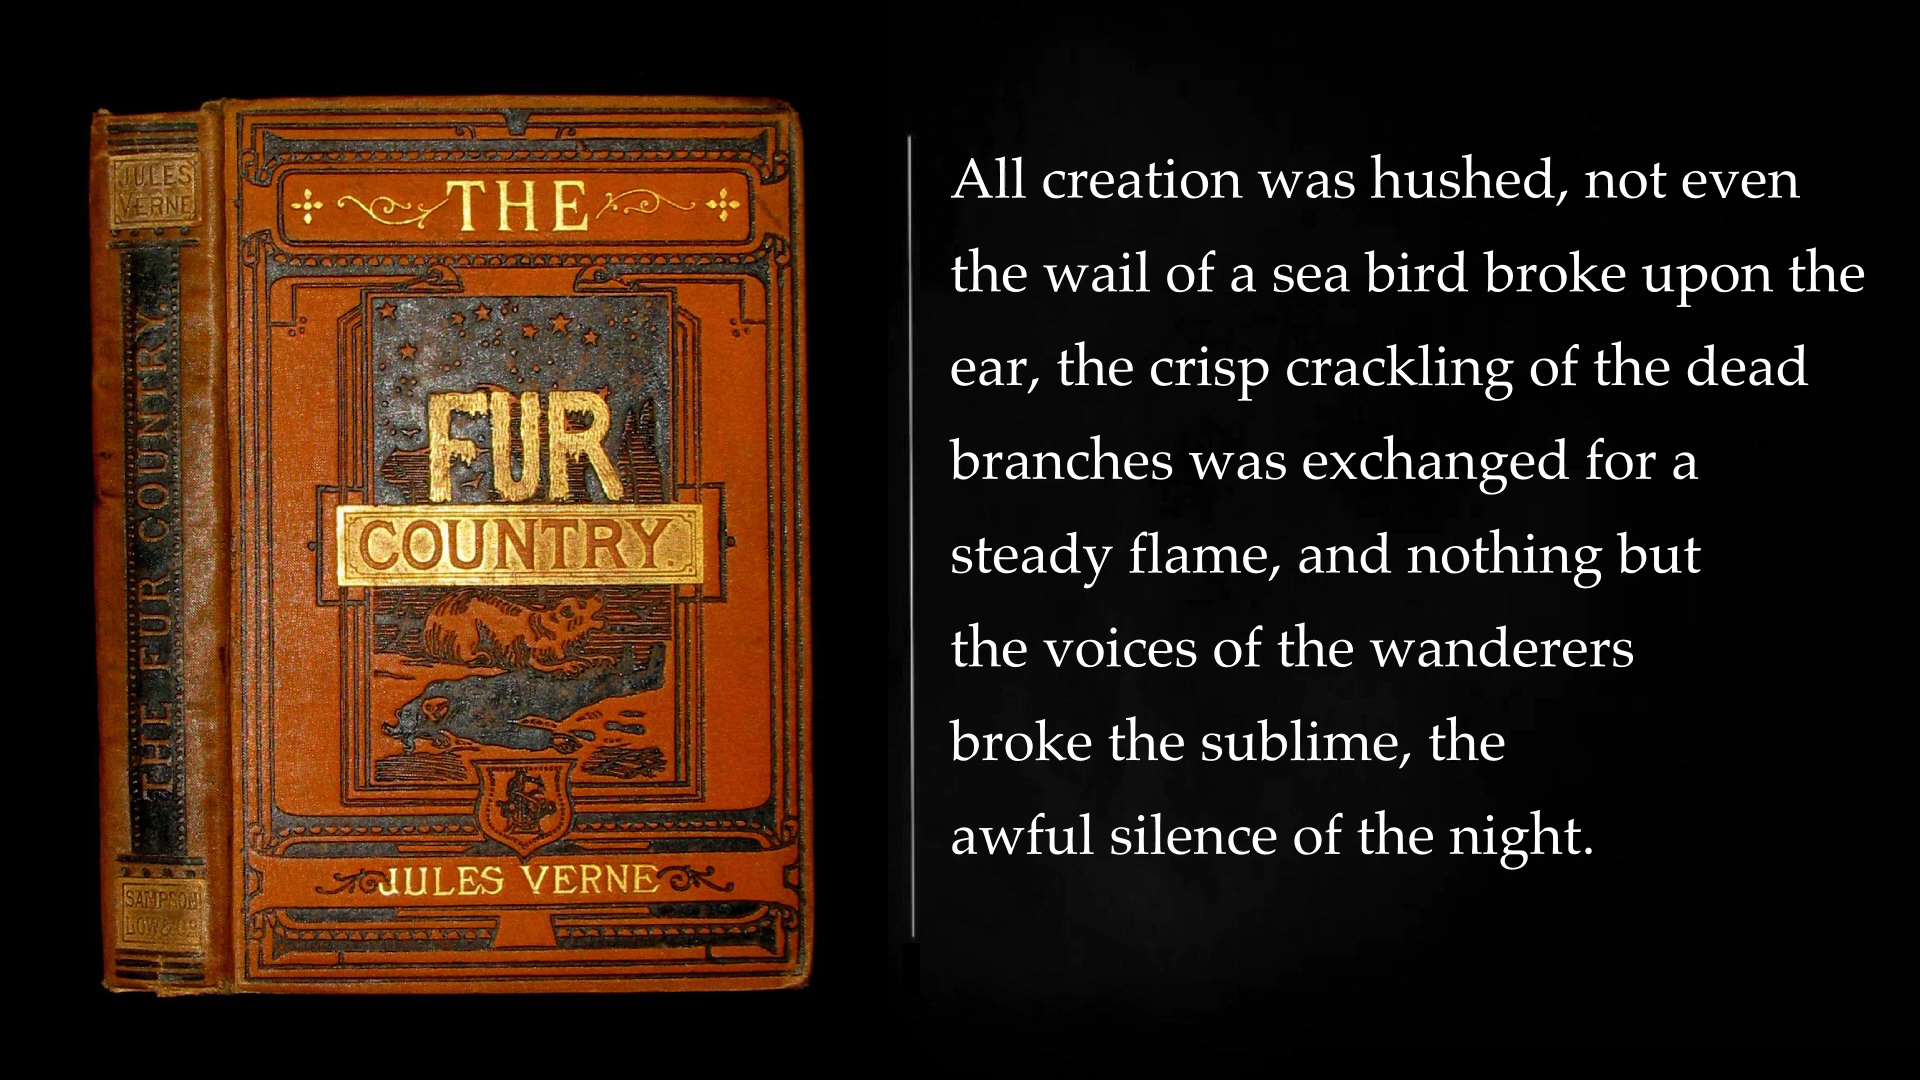 JULES
VERNE
THE FUR COUNTRY.
SAMPSON
LOW & Co
THE
FUR
COUNTRY.
JULES VERNE
All creation was hushed, not even
the wail of a sea bird broke upon the
ear, the crisp crackling of the dead
branches was exchanged for a
steady flame, and nothing but
the voices of the wanderers
broke the sublime, the
awful silence of the night.